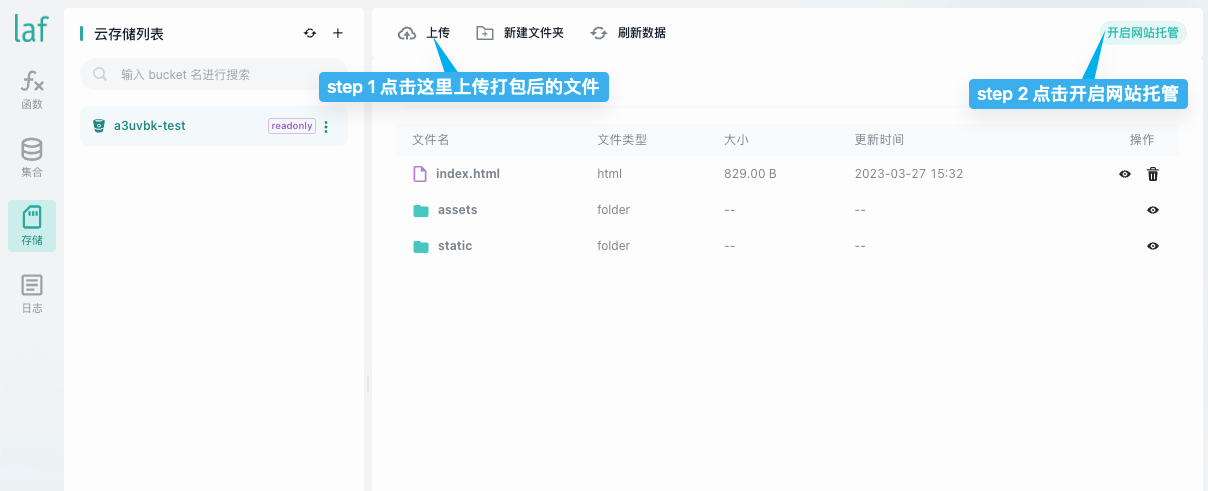 laf
函数
集合
存储
日志
云存储列表
输入 bucket 名进行搜索
a3uvbk-test readonly
上传 新建文件夹 刷新数据 开启网站托管
step 1 点击这里上传打包后的文件
step 2 点击开启网站托管
文件名 文件类型 大小 更新时间 操作
index.html html 829.00 B 2023-03-27 15:32
assets folder -- --
static folder -- --